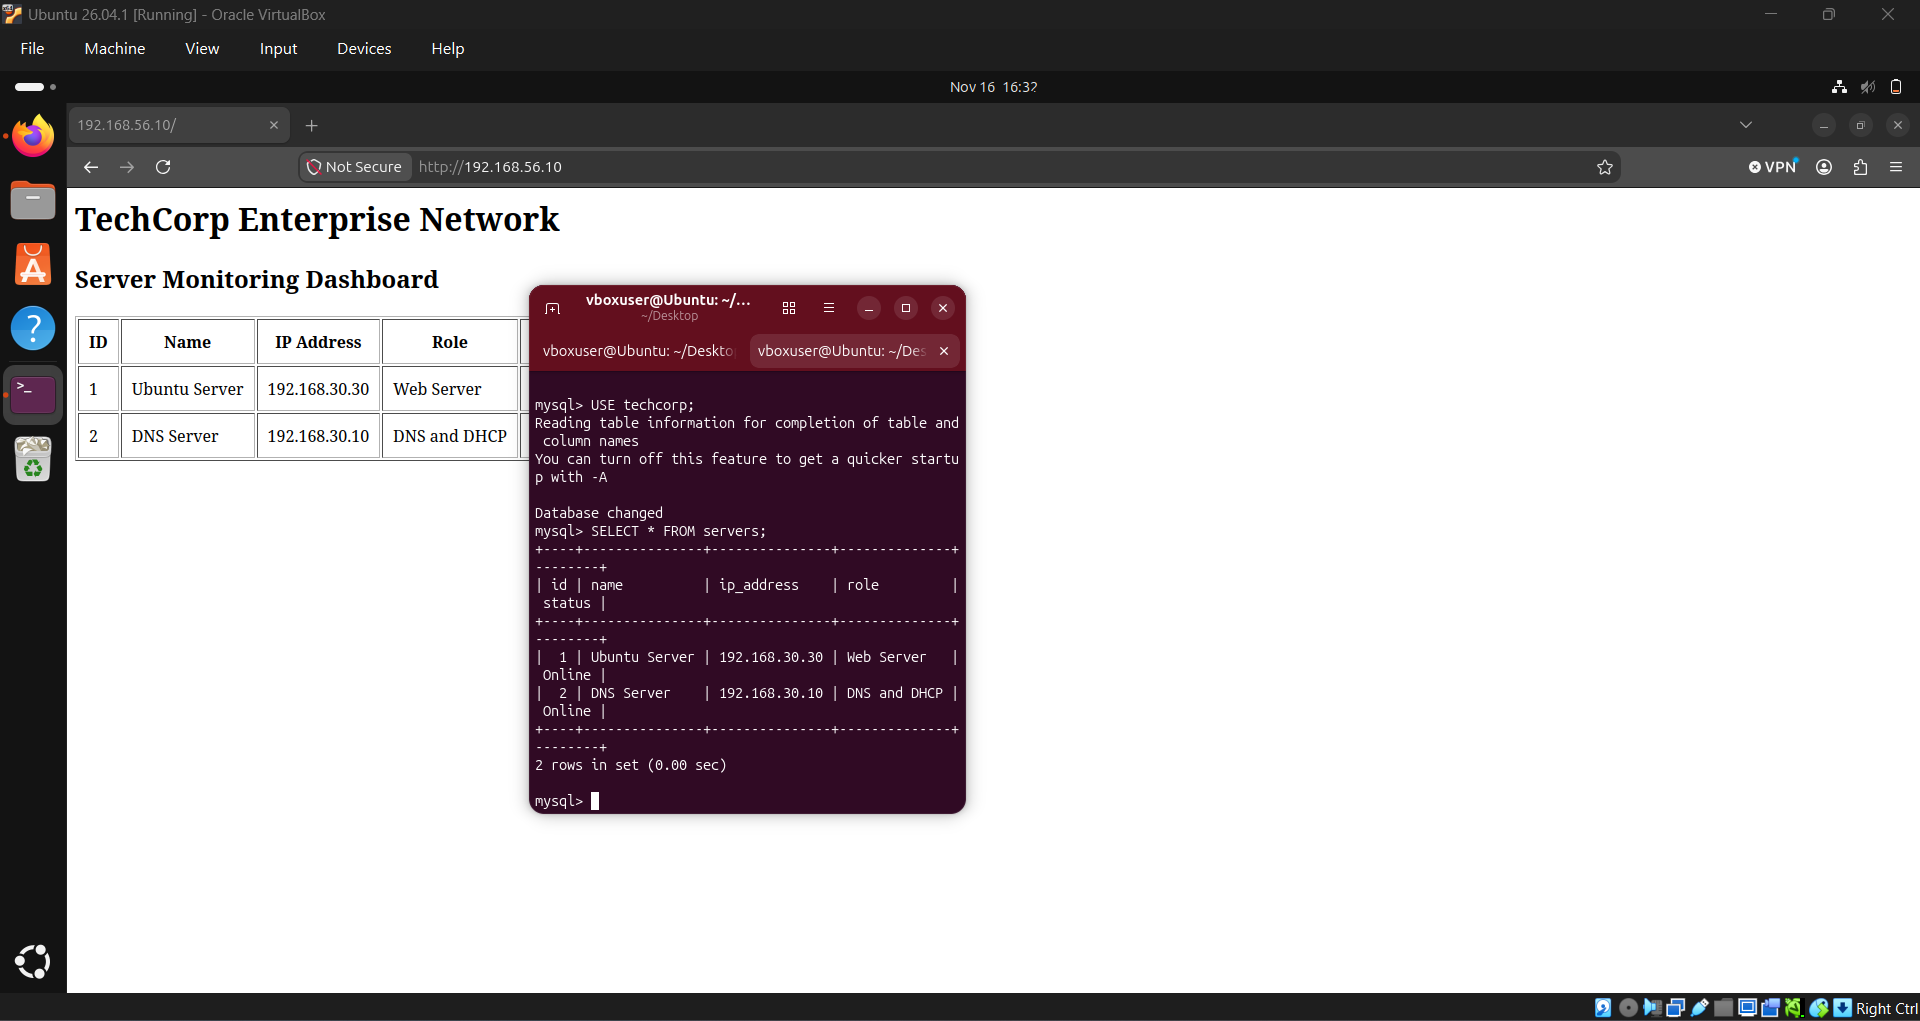 Ubuntu 26.04.1 [Running] - Oracle VirtualBox
File Machine View Input Devices Help
Nov 16 16:32
192.168.56.10/
Not Secure http://192.168.56.10
VPN
TechCorp Enterprise Network
Server Monitoring Dashboard
ID Name IP Address Role
1 Ubuntu Server 192.168.30.30 Web Server
2 DNS Server 192.168.30.10 DNS and DHCP
vboxuser@Ubuntu: ~/...
~/Desktop
vboxuser@Ubuntu: ~/Deskto vboxuser@Ubuntu: ~/Des
mysql> USE techcorp;
Reading table information for completion of table and
 column names
You can turn off this feature to get a quicker startu
p with -A
Database changed
mysql> SELECT * FROM servers;
+----+---------------+---------------+--------------+
--------+
| id | name          | ip_address    | role         |
 status |
+----+---------------+---------------+--------------+
--------+
|  1 | Ubuntu Server | 192.168.30.30 | Web Server   |
 Online |
|  2 | DNS Server    | 192.168.30.10 | DNS and DHCP |
 Online |
+----+---------------+---------------+--------------+
--------+
2 rows in set (0.00 sec)
mysql>
Right Ctrl